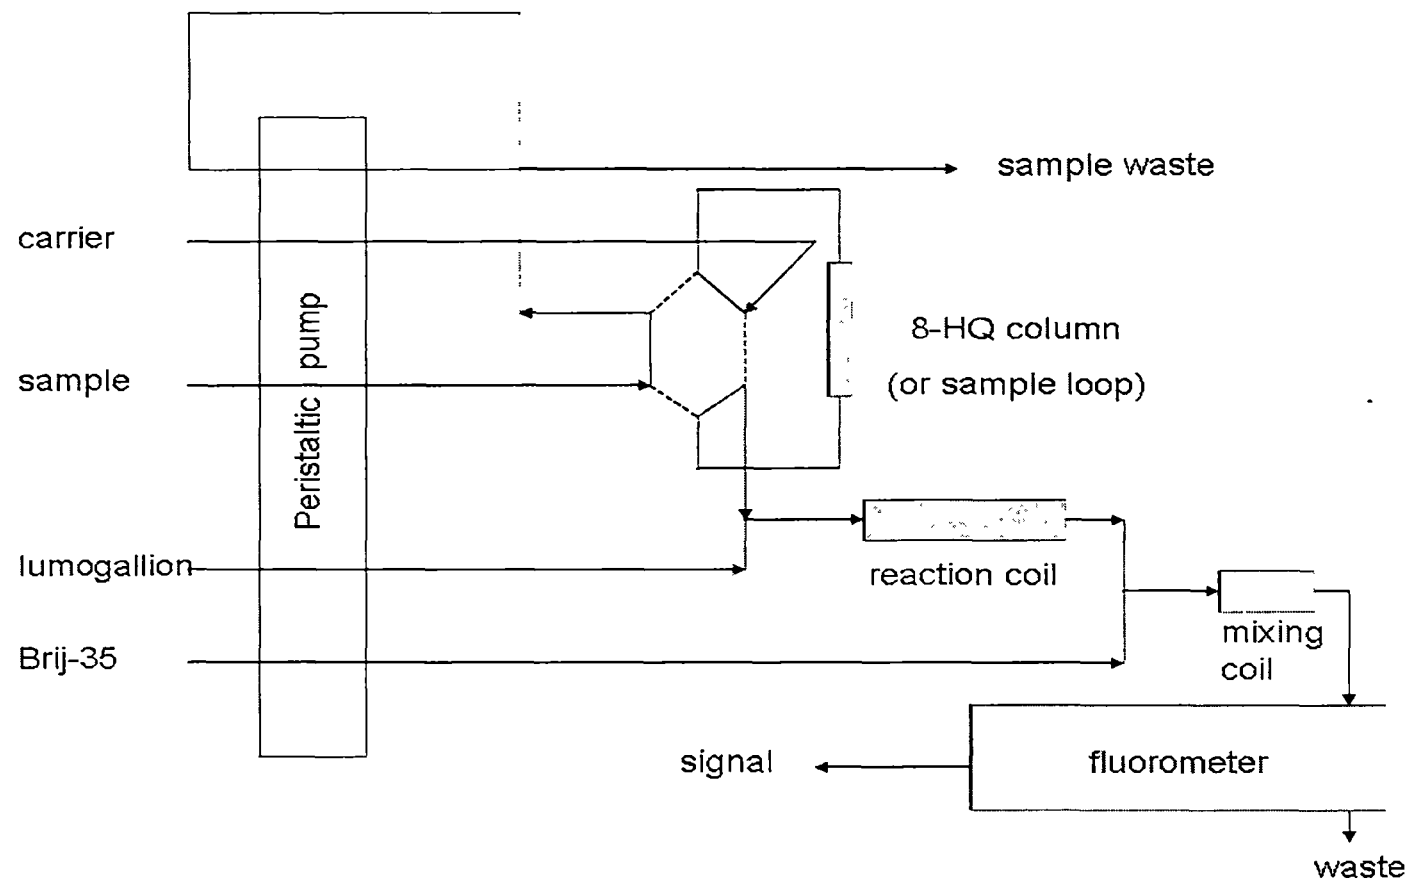 sample waste
carrier
Peristaltic pump
8-HQ column
(or sample loop)
sample
lumogallion
reaction coil
mixing
coil
Brij-35
signal
fluorometer
waste